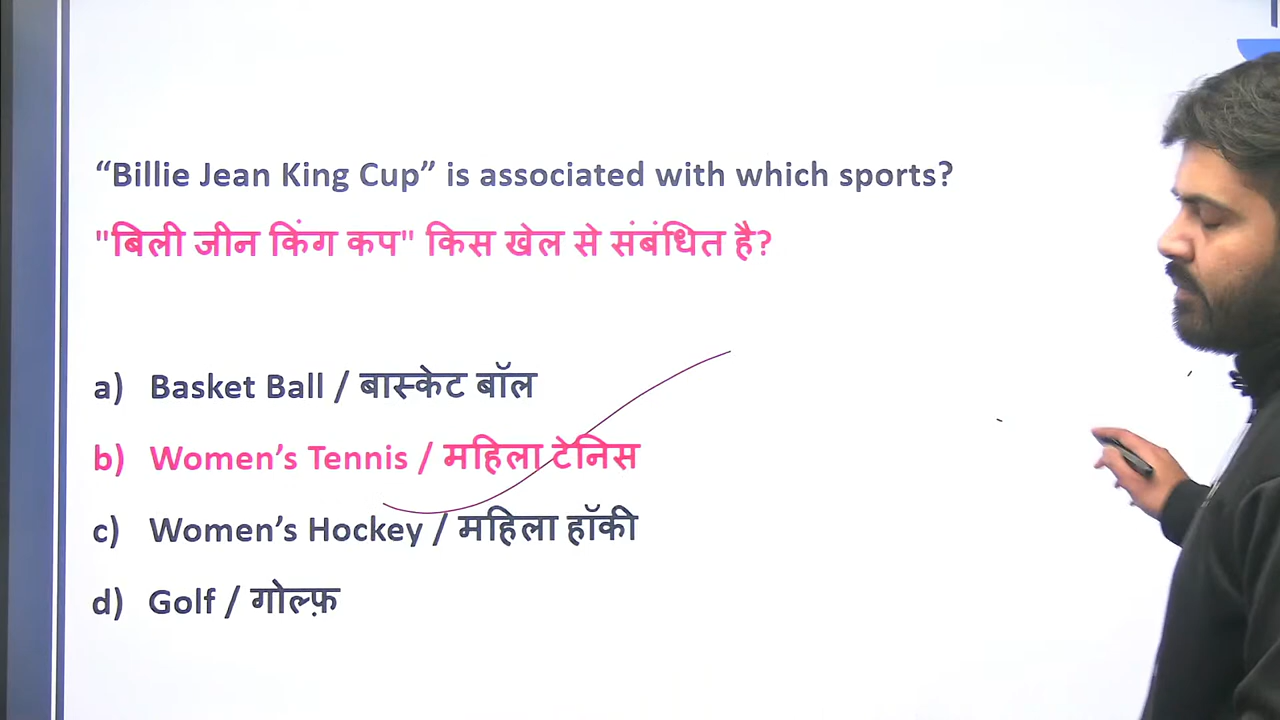 “Billie Jean King Cup” is associated with which sports?
"बिली जीन किंग कप" किस खेल से संबंधित है?
a) Basket Ball / बास्केट बॉल
b) Women’s Tennis / महिला टेनिस
c) Women’s Hockey / महिला हॉकी
d) Golf / गोल्फ़